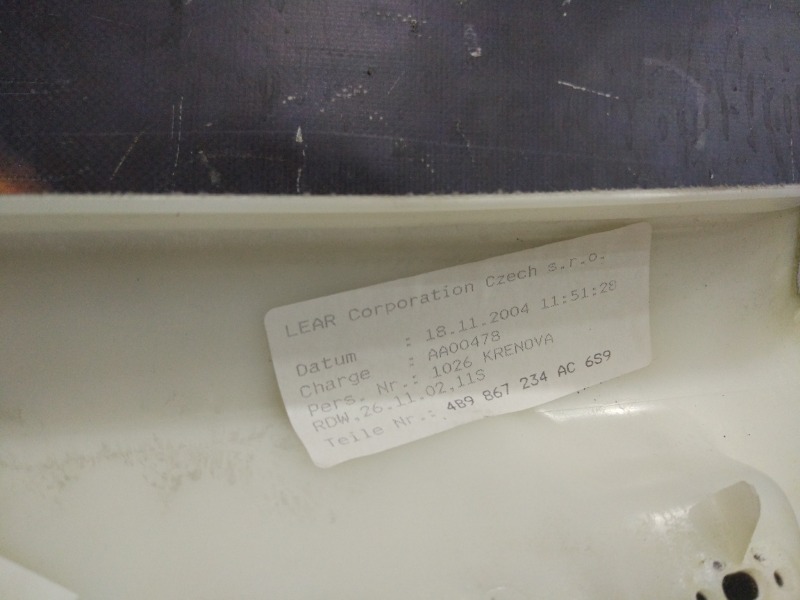 LEAR Corporation Czech s.r.o.
Datum : 18.11.2004 11:51:28
Charge : AA00478
Pers. Nr.: 1026 KRENOVA
RDW.26.11.02.11S
Teile Nr.: 4B9 867 234 AC 6S9